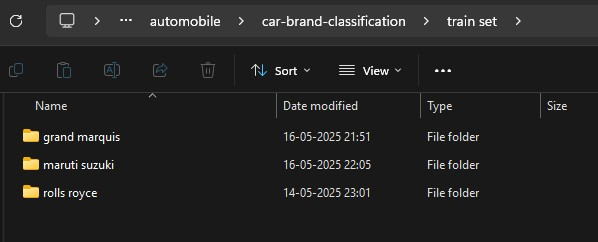 ··· automobile > car-brand-classification > train set >
Sort View ···
Name Date modified Type Size
grand marquis 16-05-2025 21:51 File folder
maruti suzuki 16-05-2025 22:05 File folder
rolls royce 14-05-2025 23:01 File folder